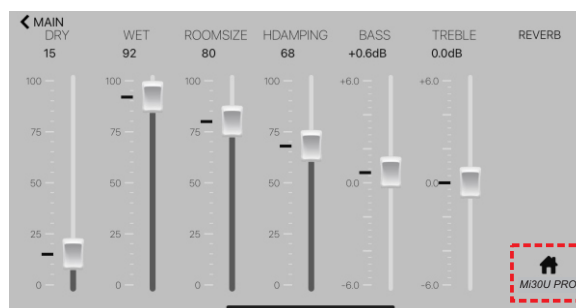 MAIN
DRY WET ROOMSIZE HDAMPING BASS TREBLE REVERB
15 92 80 68 +0.6dB 0.0dB
100 100 100 100 +6.0 +6.0
75 75 75 75
50 50 50 50 0.0 0.0
25 25 25 25
0 0 0 0 -6.0 -6.0
Mi30U PRO